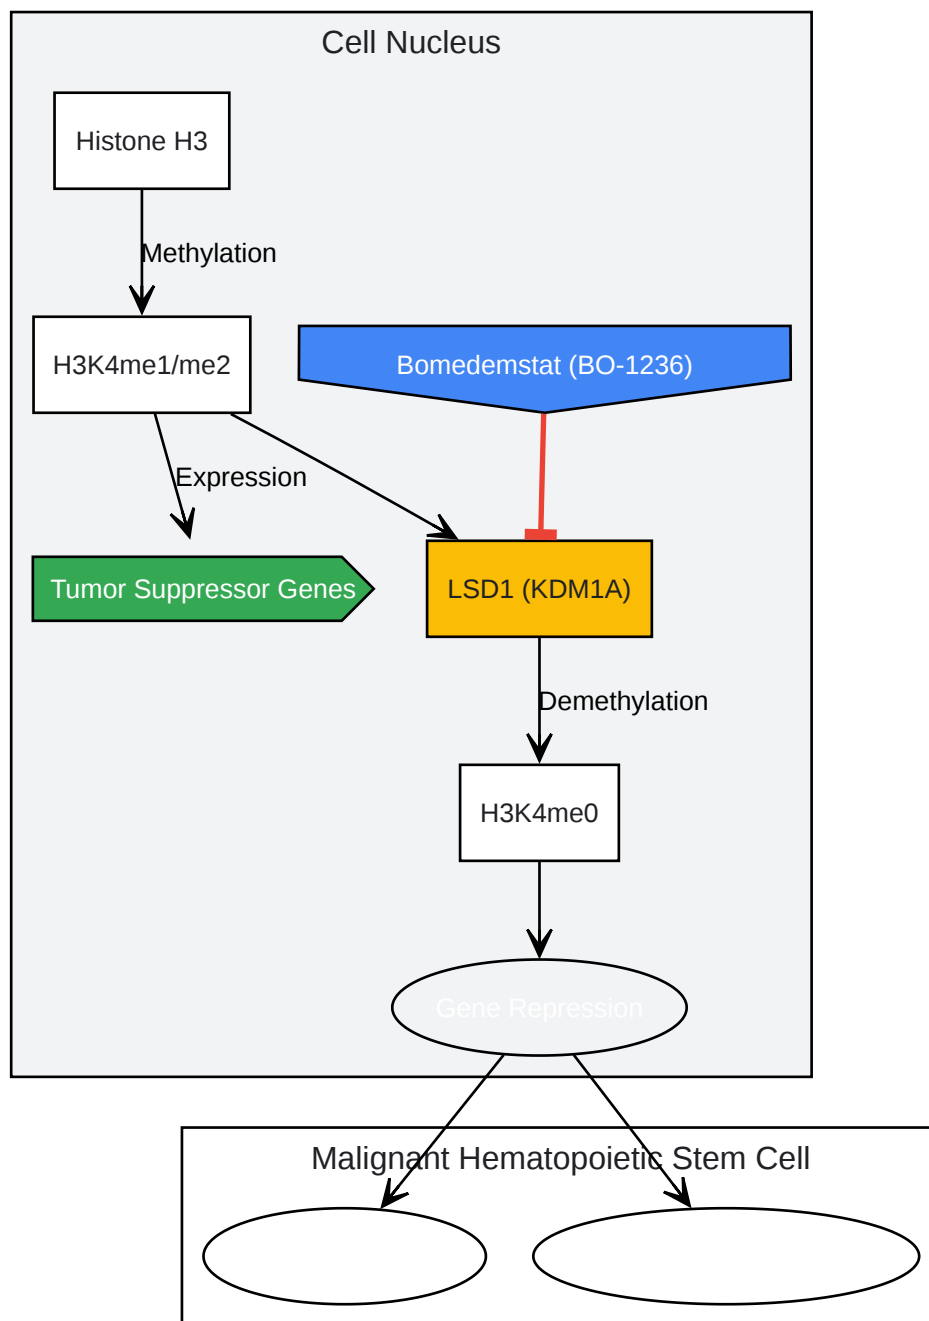 Cell Nucleus
Histone H3
Methylation
H3K4me1/me2
Bomedemstat (BO-1236)
Expression
Tumor Suppressor Genes
LSD1 (KDM1A)
Demethylation
H3K4me0
Gene Repression
Malignant Hematopoietic Stem Cell